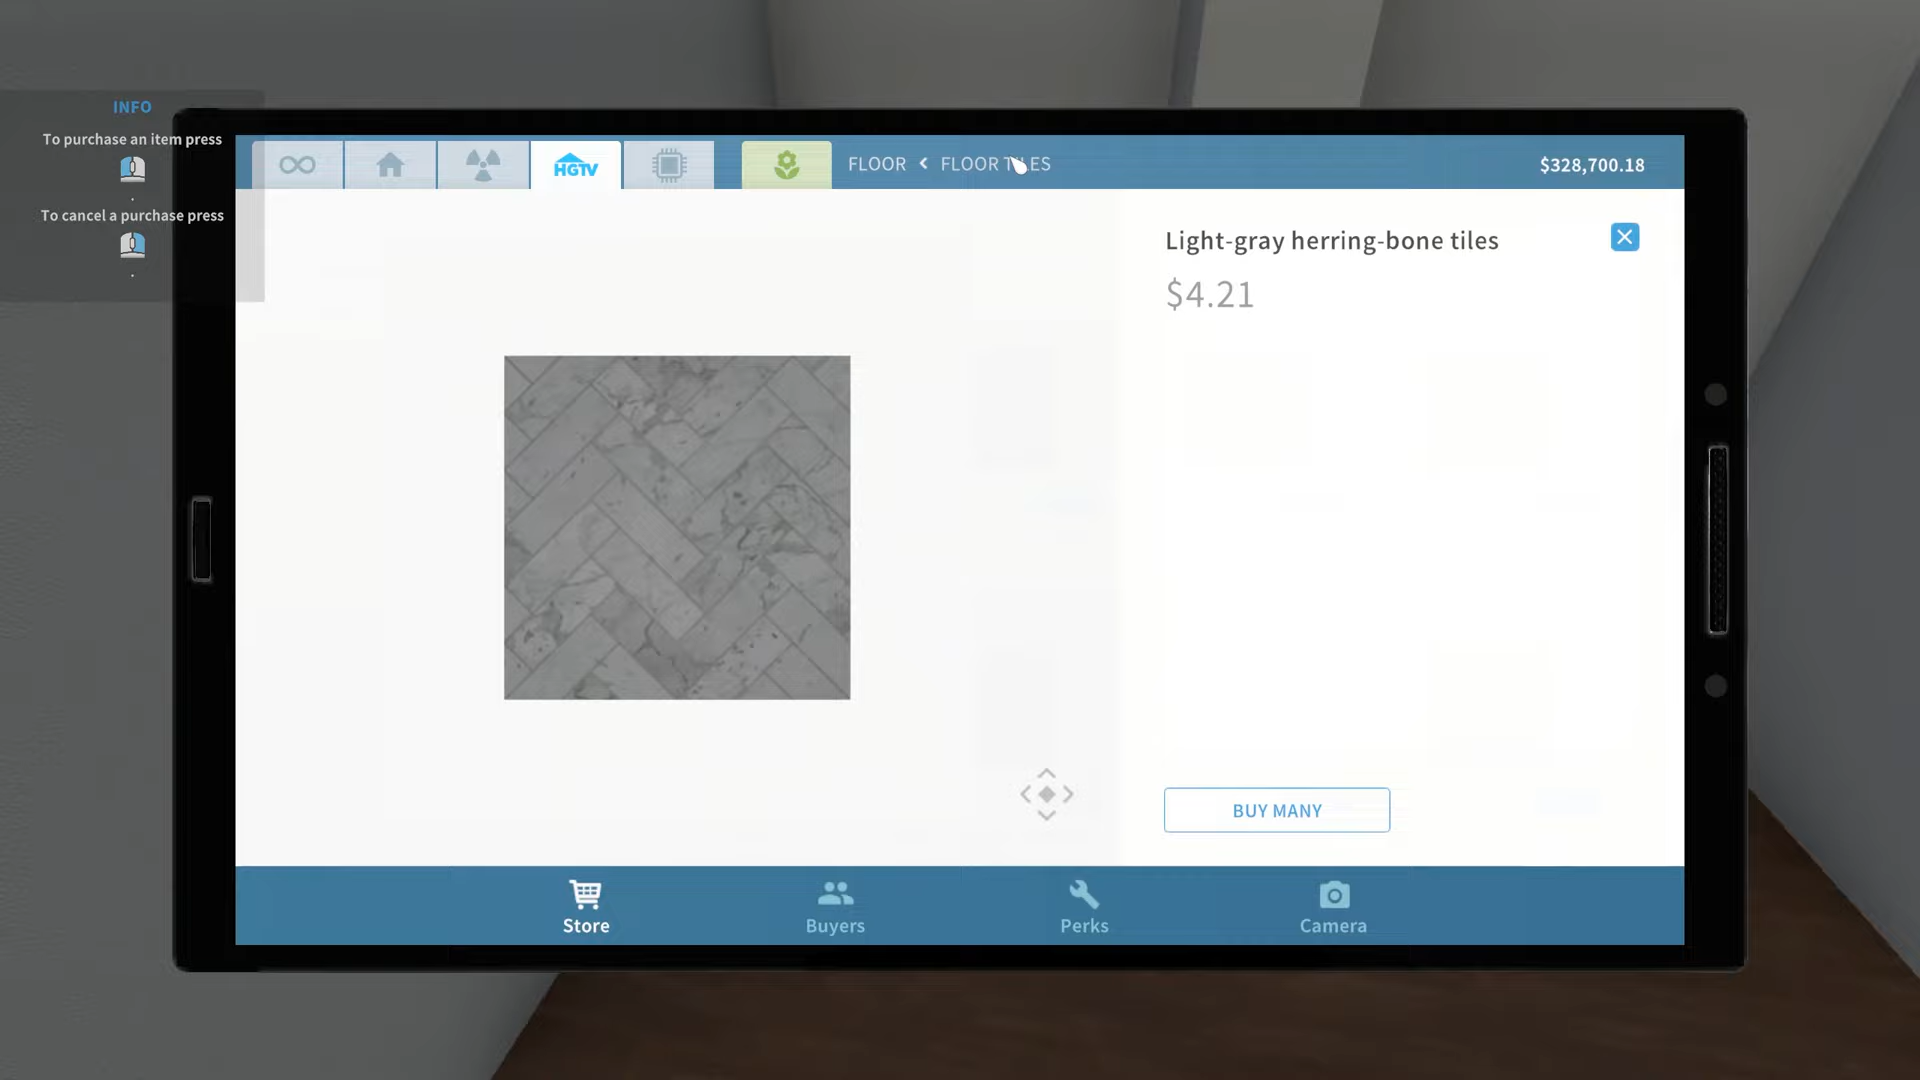 INFO
To purchase an item press
.
To cancel a purchase press
.
HGTV
FLOOR < FLOOR TILES
$328,700.18
Light-gray herring-bone tiles
$4.21
BUY MANY
Store
Buyers
Perks
Camera